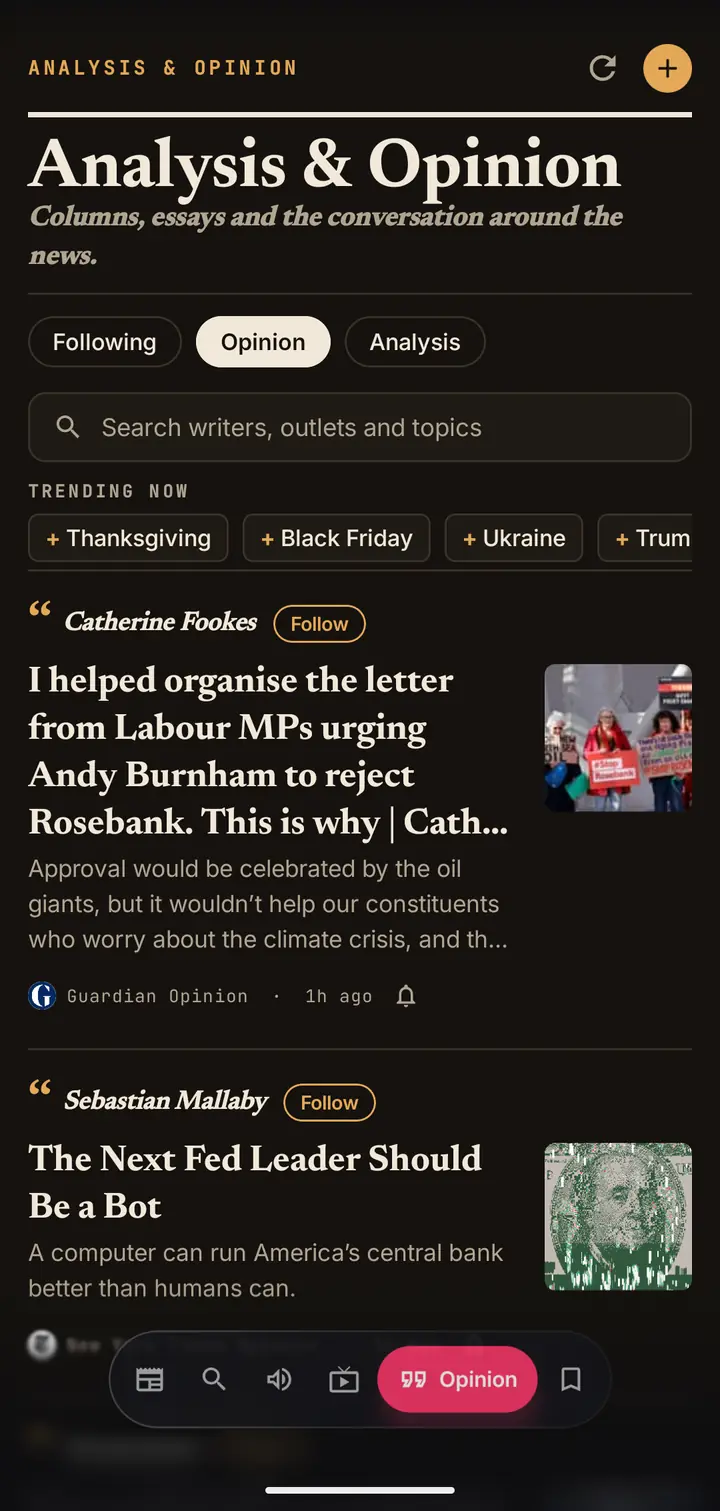 ANALYSIS & OPINION
Analysis & Opinion
Columns, essays and the conversation around the
news.
Following
Opinion
Analysis
Search writers, outlets and topics
TRENDING NOW
+ Thanksgiving
+ Black Friday
+ Ukraine
+ Trum
“ Catherine Fookes
Follow
I helped organise the letter
from Labour MPs urging
Andy Burnham to reject
Rosebank. This is why | Cath...
#Stop
Rosebank
Approval would be celebrated by the oil
giants, but it wouldn’t help our constituents
who worry about the climate crisis, and th...
G Guardian Opinion · 1h ago
“ Sebastian Mallaby
Follow
The Next Fed Leader Should
Be a Bot
A computer can run America’s central bank
better than humans can.
Opinion